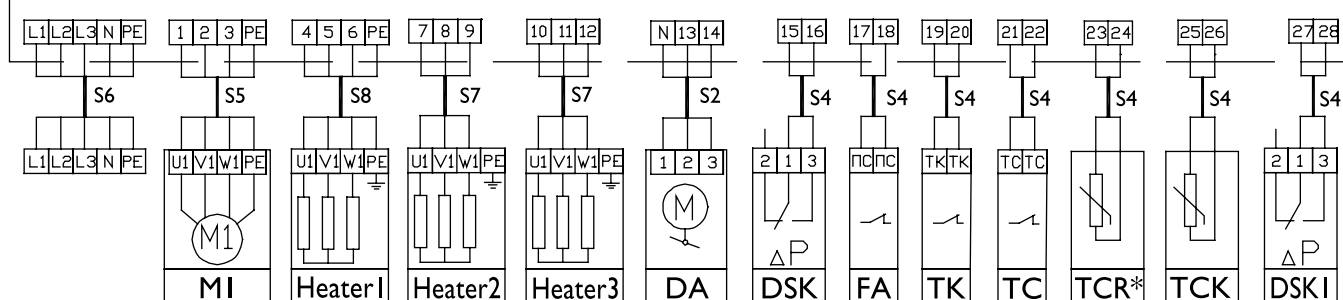 L1 L2 L3 N PE 1 2 3 PE 4 5 6 PE 7 8 9 10 11 12 N 13 14 15 16 17 18 19 20 21 22 23 24 25 26 27 28
S6 S5 S8 S7 S7 S2 S4 S4 S4 S4 S4 S4 S4
L1 L2 L3 N PE U1 V1 W1 PE U1 V1 W1 PE U1 V1 W1 PE U1 V1 W1 PE 1 2 3 2 1 3 ПС ПС ТК ТК ТС ТС 2 1 3
M1 M
ΔP ΔP
M1 Heater1 Heater2 Heater3 DA DSK FA TK TC TCR* TCK DSK1